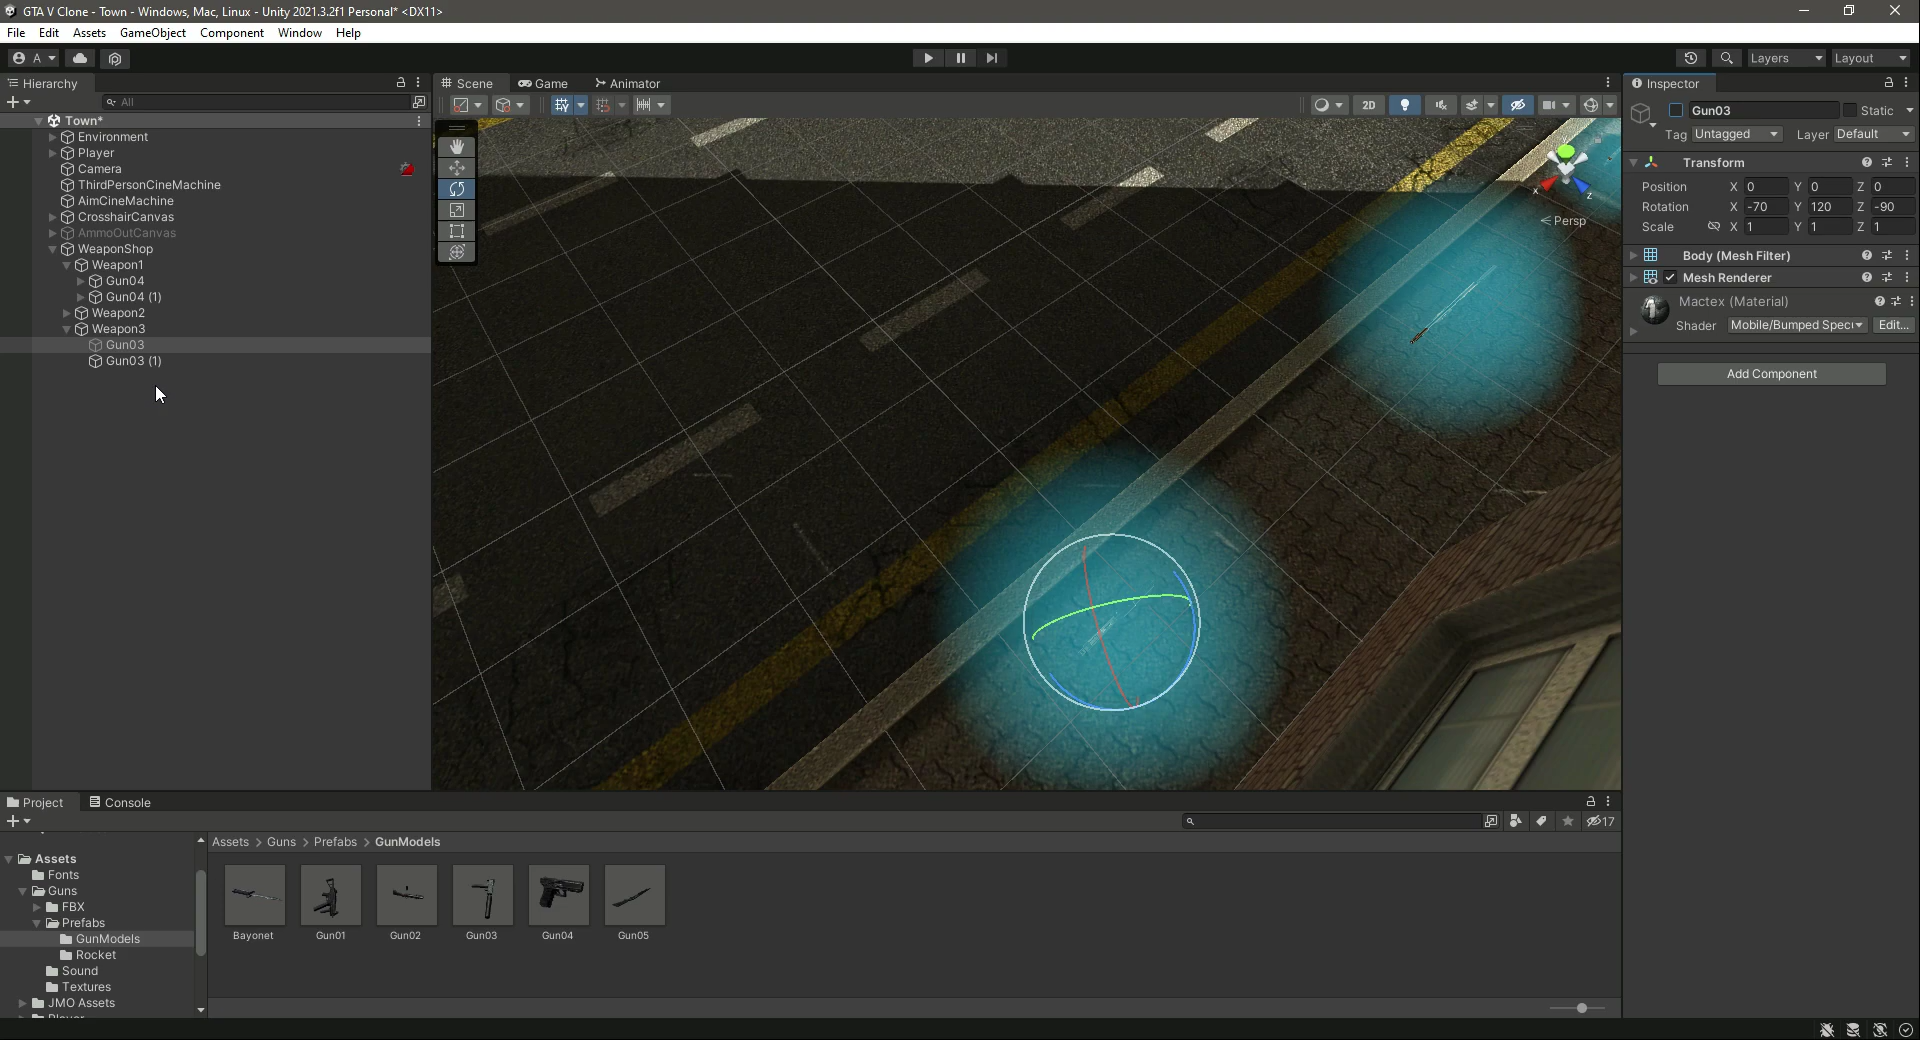 GTA V Clone - Town - Windows, Mac, Linux - Unity 2021.3.2f1 Personal* <DX11>
File Edit Assets GameObject Component Window Help
A Layers Layout
Hierarchy
All
Town*
Environment
Player
Camera
ThirdPersonCineMachine
AimCineMachine
CrosshairCanvas
AmmoOutCanvas
WeaponShop
Weapon1
Gun04
Gun04 (1)
Weapon2
Weapon3
Gun03
Gun03 (1)
Scene Game Animator
2D
x
z
Persp
Inspector
Gun03 Static
Tag Untagged Layer Default
Transform
Position X 0 Y 0 Z 0
Rotation X -70 Y 120 Z -90
Scale X 1 Y 1 Z 1
Body (Mesh Filter)
Mesh Renderer
Mactex (Material)
Shader Mobile/Bumped Spec Edit...
Add Component
Project Console
17
Assets
Fonts
Guns
FBX
Prefabs
GunModels
Rocket
Sound
Textures
JMO Assets
Assets > Guns > Prefabs > GunModels
Bayonet Gun01 Gun02 Gun03 Gun04 Gun05